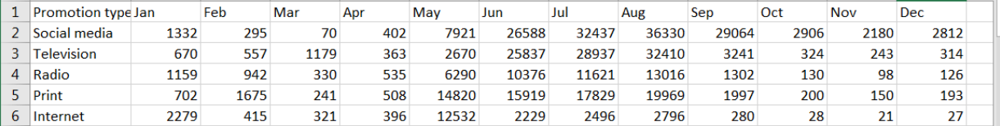 1 Promotion type Jan Feb Mar Apr May Jun Jul Aug Sep Oct Nov Dec
2 Social media 1332 295 70 402 7921 26588 32437 36330 29064 2906 2180 2812
3 Television 670 557 1179 363 2670 25837 28937 32410 3241 324 243 314
4 Radio 1159 942 330 535 6290 10376 11621 13016 1302 130 98 126
5 Print 702 1675 241 508 14820 15919 17829 19969 1997 200 150 193
6 Internet 2279 415 321 396 12532 2229 2496 2796 280 28 21 27